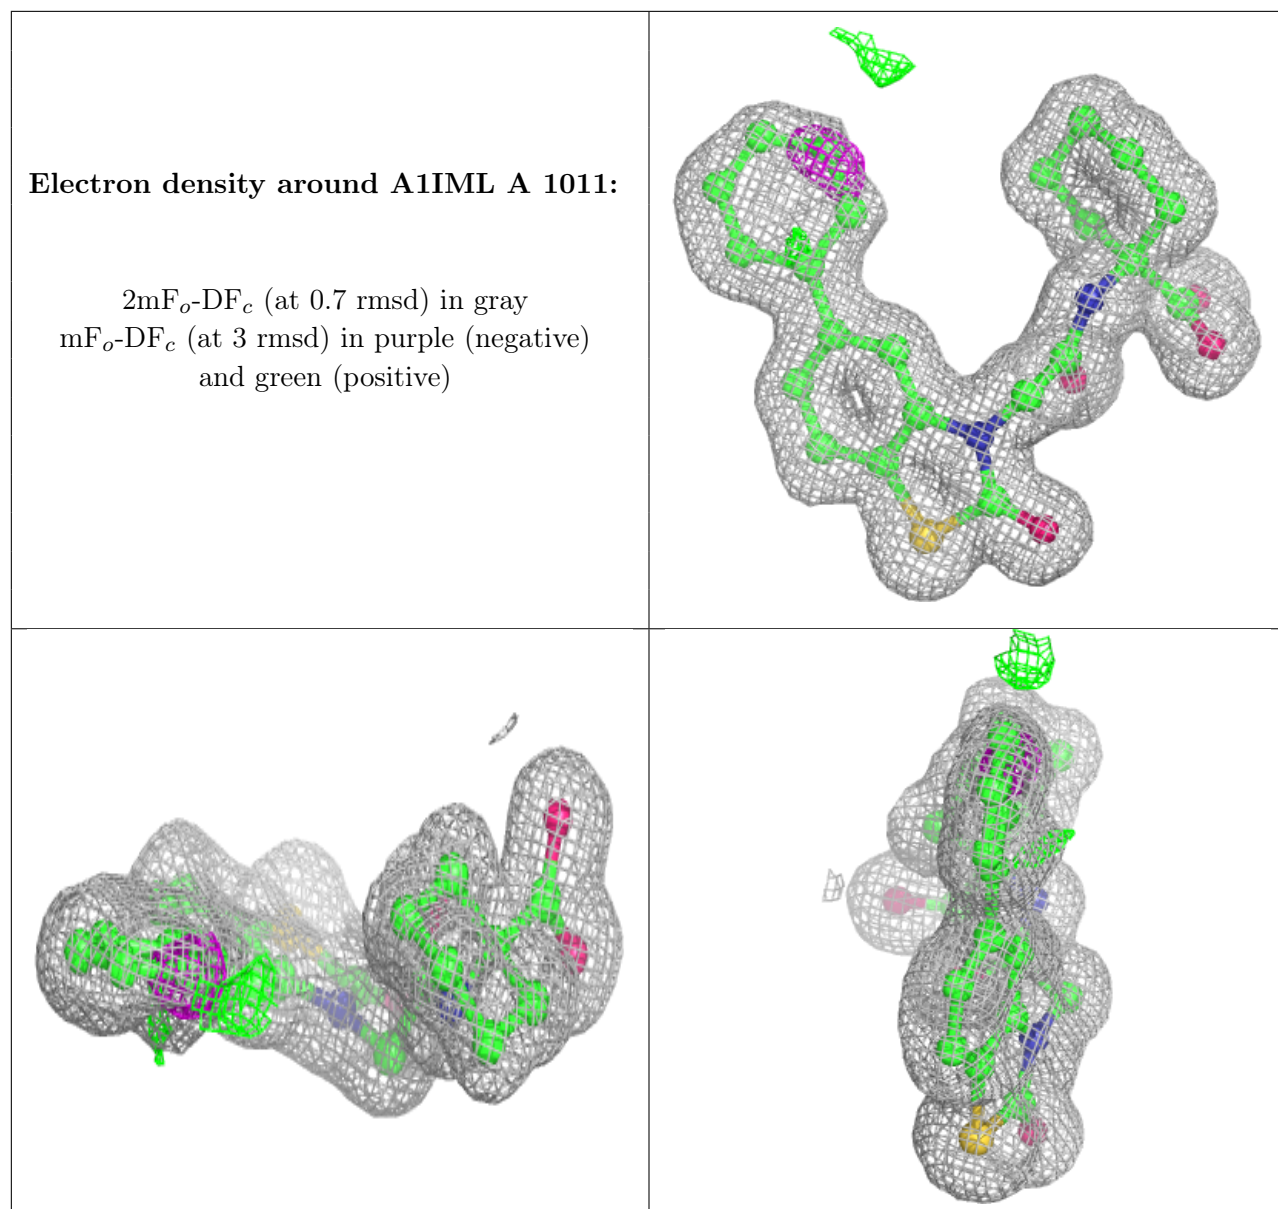 Electron density around A1IML A 1011:
2mFo-DFc (at 0.7 rmsd) in gray
mFo-DFc (at 3 rmsd) in purple (negative)
and green (positive)